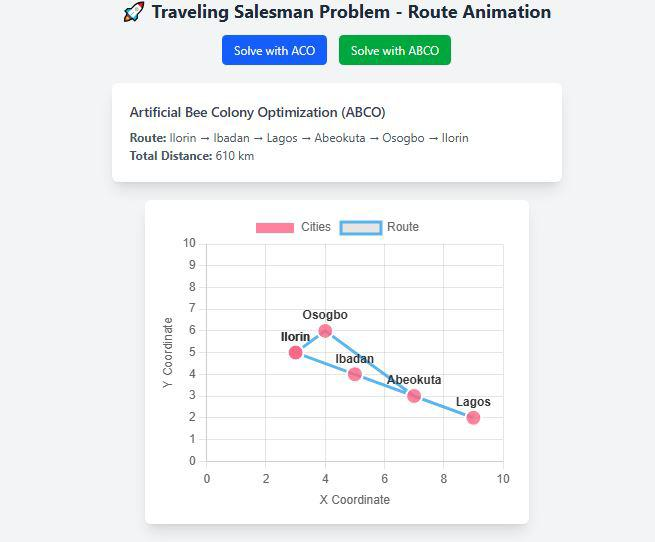 🚀 Traveling Salesman Problem - Route Animation
Solve with ACO Solve with ABCO
Artificial Bee Colony Optimization (ABCO)
Route: Ilorin → Ibadan → Lagos → Abeokuta → Osogbo → Ilorin
Total Distance: 610 km
Cities Route
10
9
8
7
6
5
4
3
2
1
0
Y Coordinate
Osogbo
Ilorin
Ibadan
Abeokuta
Lagos
0 2 4 6 8 10
X Coordinate